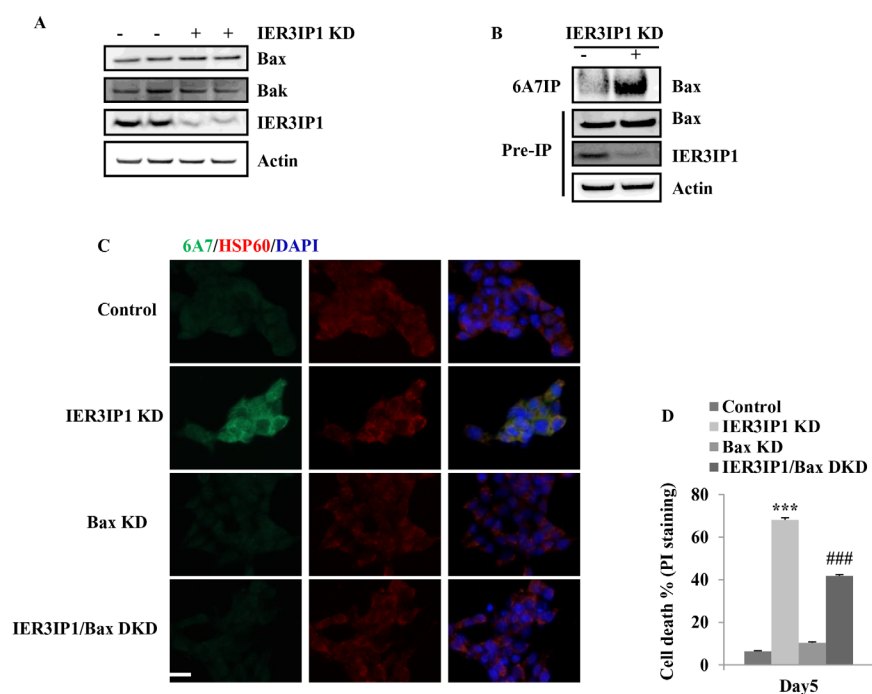 A
- - + + IER3IP1 KD
Bax
Bak
IER3IP1
Actin
B
IER3IP1 KD
- +
6A7IP Bax
Pre-IP
Bax
IER3IP1
Actin
C
6A7/HSP60/DAPI
Control
IER3IP1 KD
Bax KD
IER3IP1/Bax DKD
D
Control
IER3IP1 KD
Bax KD
IER3IP1/Bax DKD
Cell death % (PI staining)
80
60
40
20
0
***
###
Day5